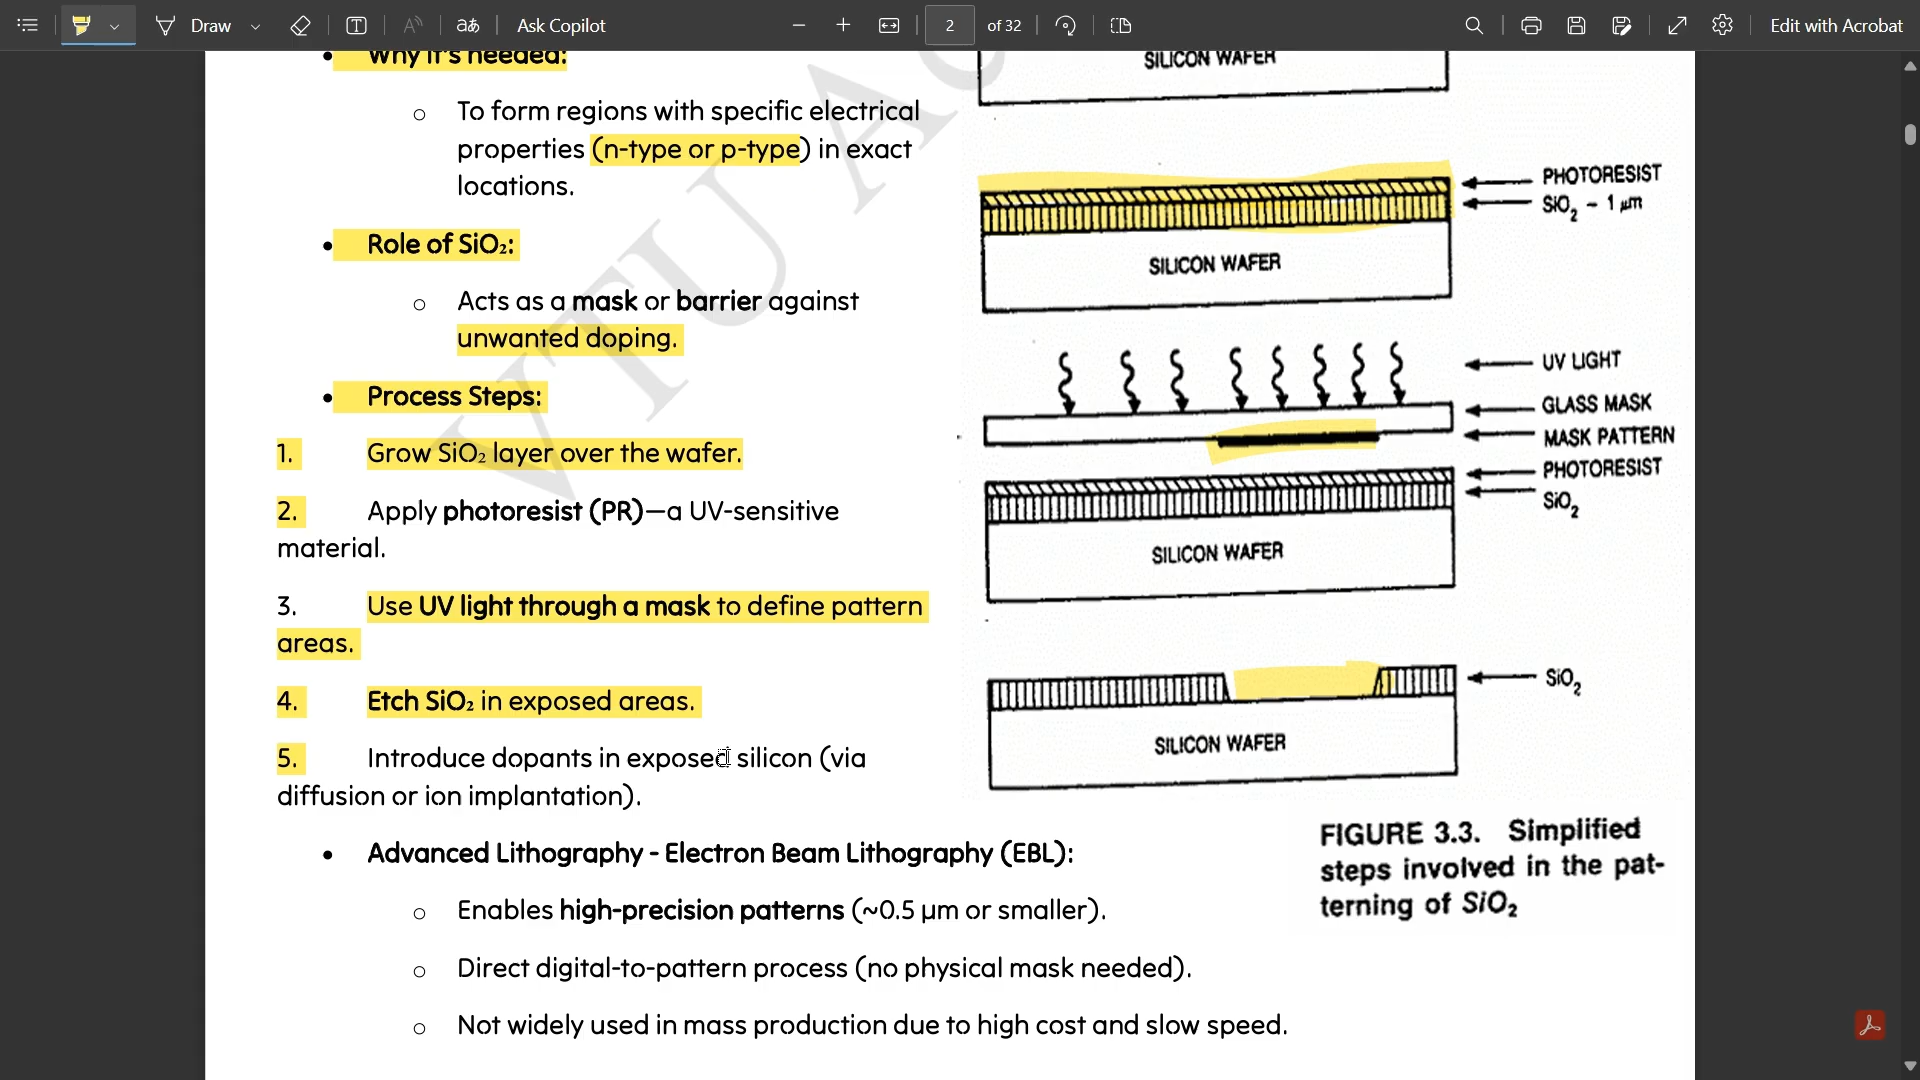 Draw
Ask Copilot
2 of 32
Edit with Acrobat
• Why it's needed:
o To form regions with specific electrical
properties (n-type or p-type) in exact
locations.
• Role of SiO₂:
o Acts as a mask or barrier against
unwanted doping.
• Process Steps:
1. Grow SiO₂ layer over the wafer.
2. Apply photoresist (PR)—a UV-sensitive
material.
3. Use UV light through a mask to define pattern
areas.
4. Etch SiO₂ in exposed areas.
5. Introduce dopants in exposed silicon (via
diffusion or ion implantation).
• Advanced Lithography - Electron Beam Lithography (EBL):
o Enables high-precision patterns (~0.5 µm or smaller).
o Direct digital-to-pattern process (no physical mask needed).
o Not widely used in mass production due to high cost and slow speed.
SILICON WAFER
PHOTORESIST
SiO₂ - 1 µm
SILICON WAFER
UV LIGHT
GLASS MASK
MASK PATTERN
PHOTORESIST
SiO₂
SILICON WAFER
SiO₂
SILICON WAFER
FIGURE 3.3. Simplified
steps involved in the pat-
terning of SiO₂
VTU